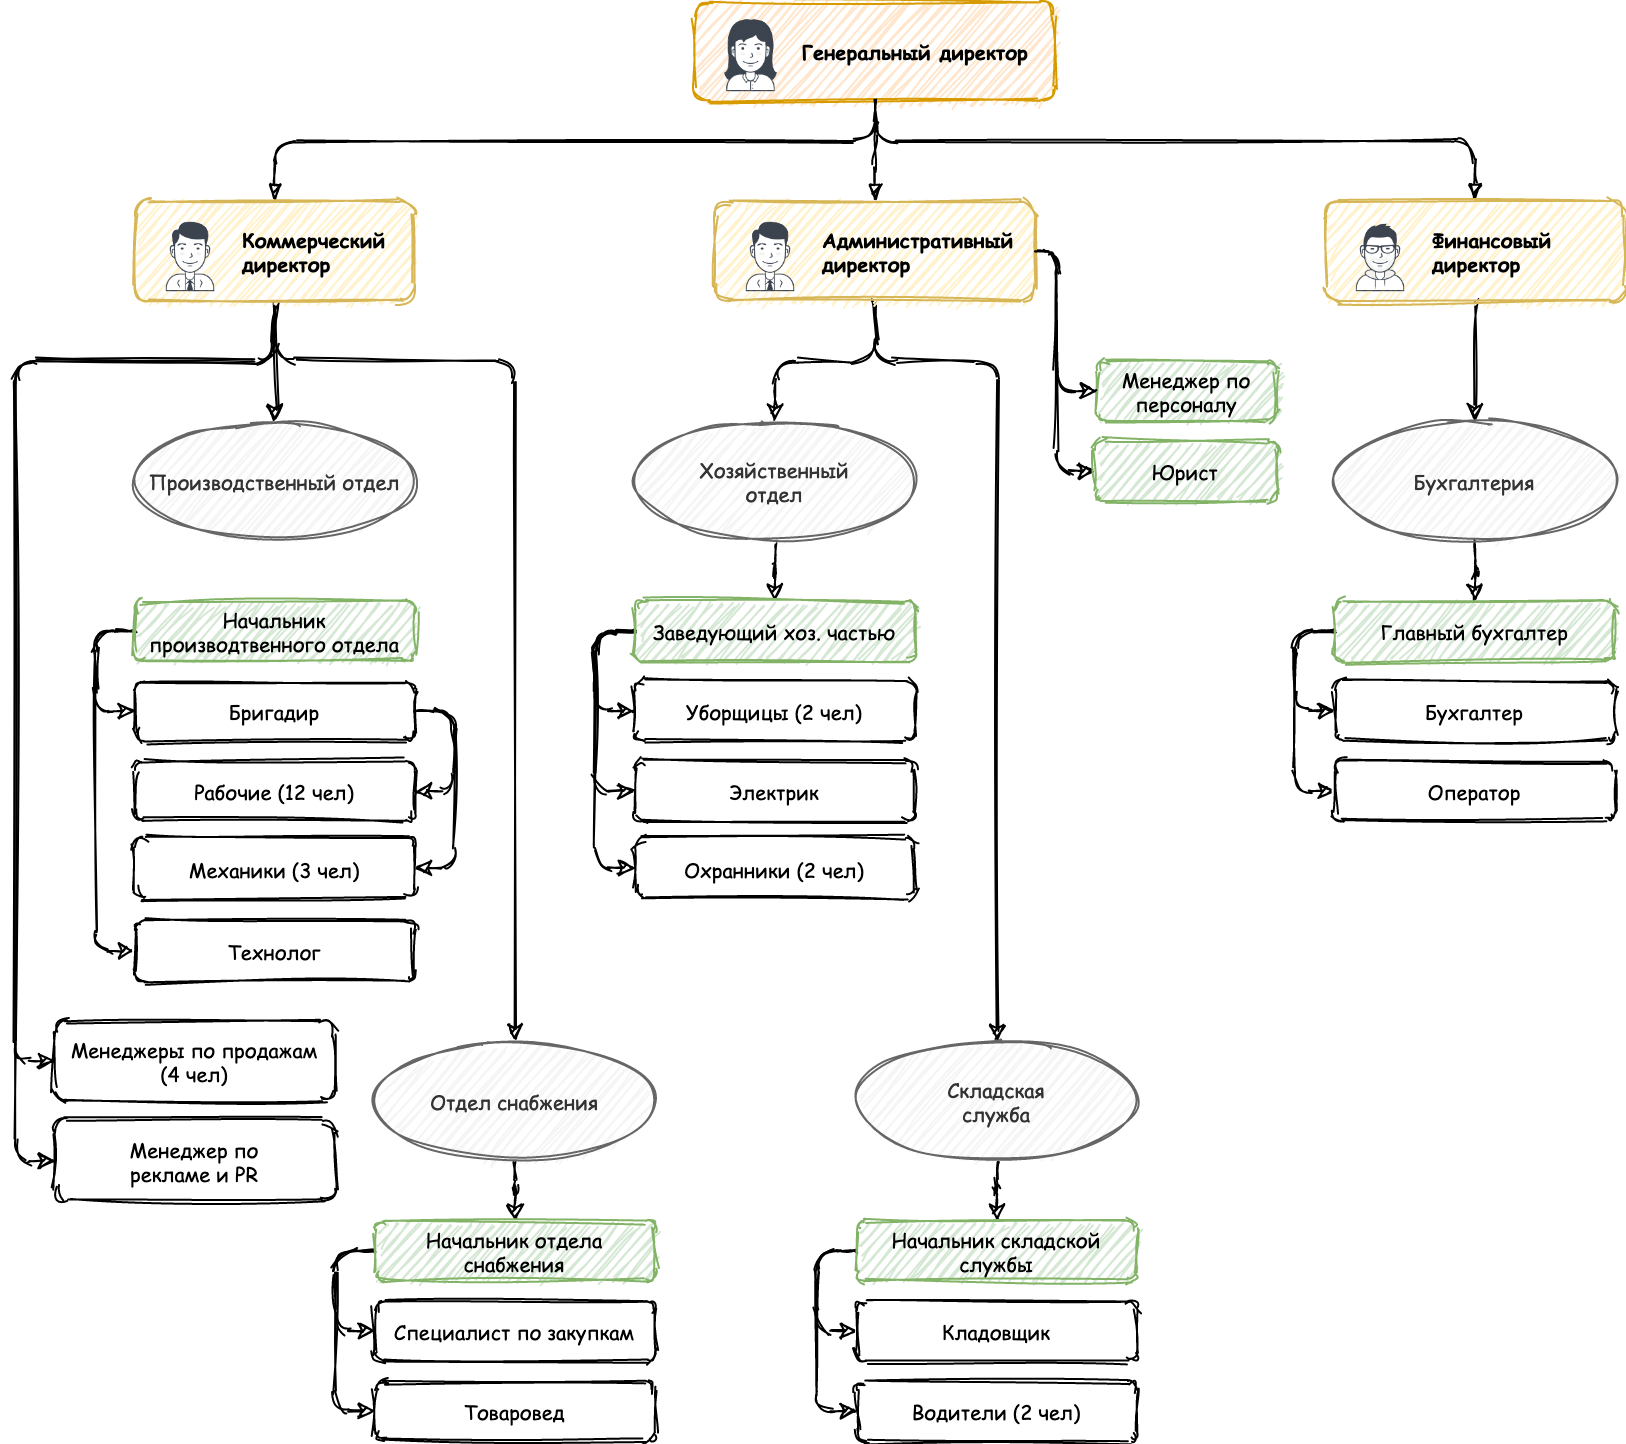 Генеральный директор
Коммерческий
директор
Административный
директор
Финансовый
директор
Менеджер по
персоналу
Юрист
Производственный отдел
Хозяйственный
отдел
Бухгалтерия
Начальник
производтвенного отдела
Бригадир
Рабочие (12 чел)
Механики (3 чел)
Технолог
Заведующий хоз. частью
Уборщицы (2 чел)
Электрик
Охранники (2 чел)
Главный бухгалтер
Бухгалтер
Оператор
Менеджеры по продажам
(4 чел)
Менеджер по
рекламе и PR
Отдел снабжения
Складская
служба
Начальник отдела
снабжения
Специалист по закупкам
Товаровед
Начальник складской
службы
Кладовщик
Водители (2 чел)